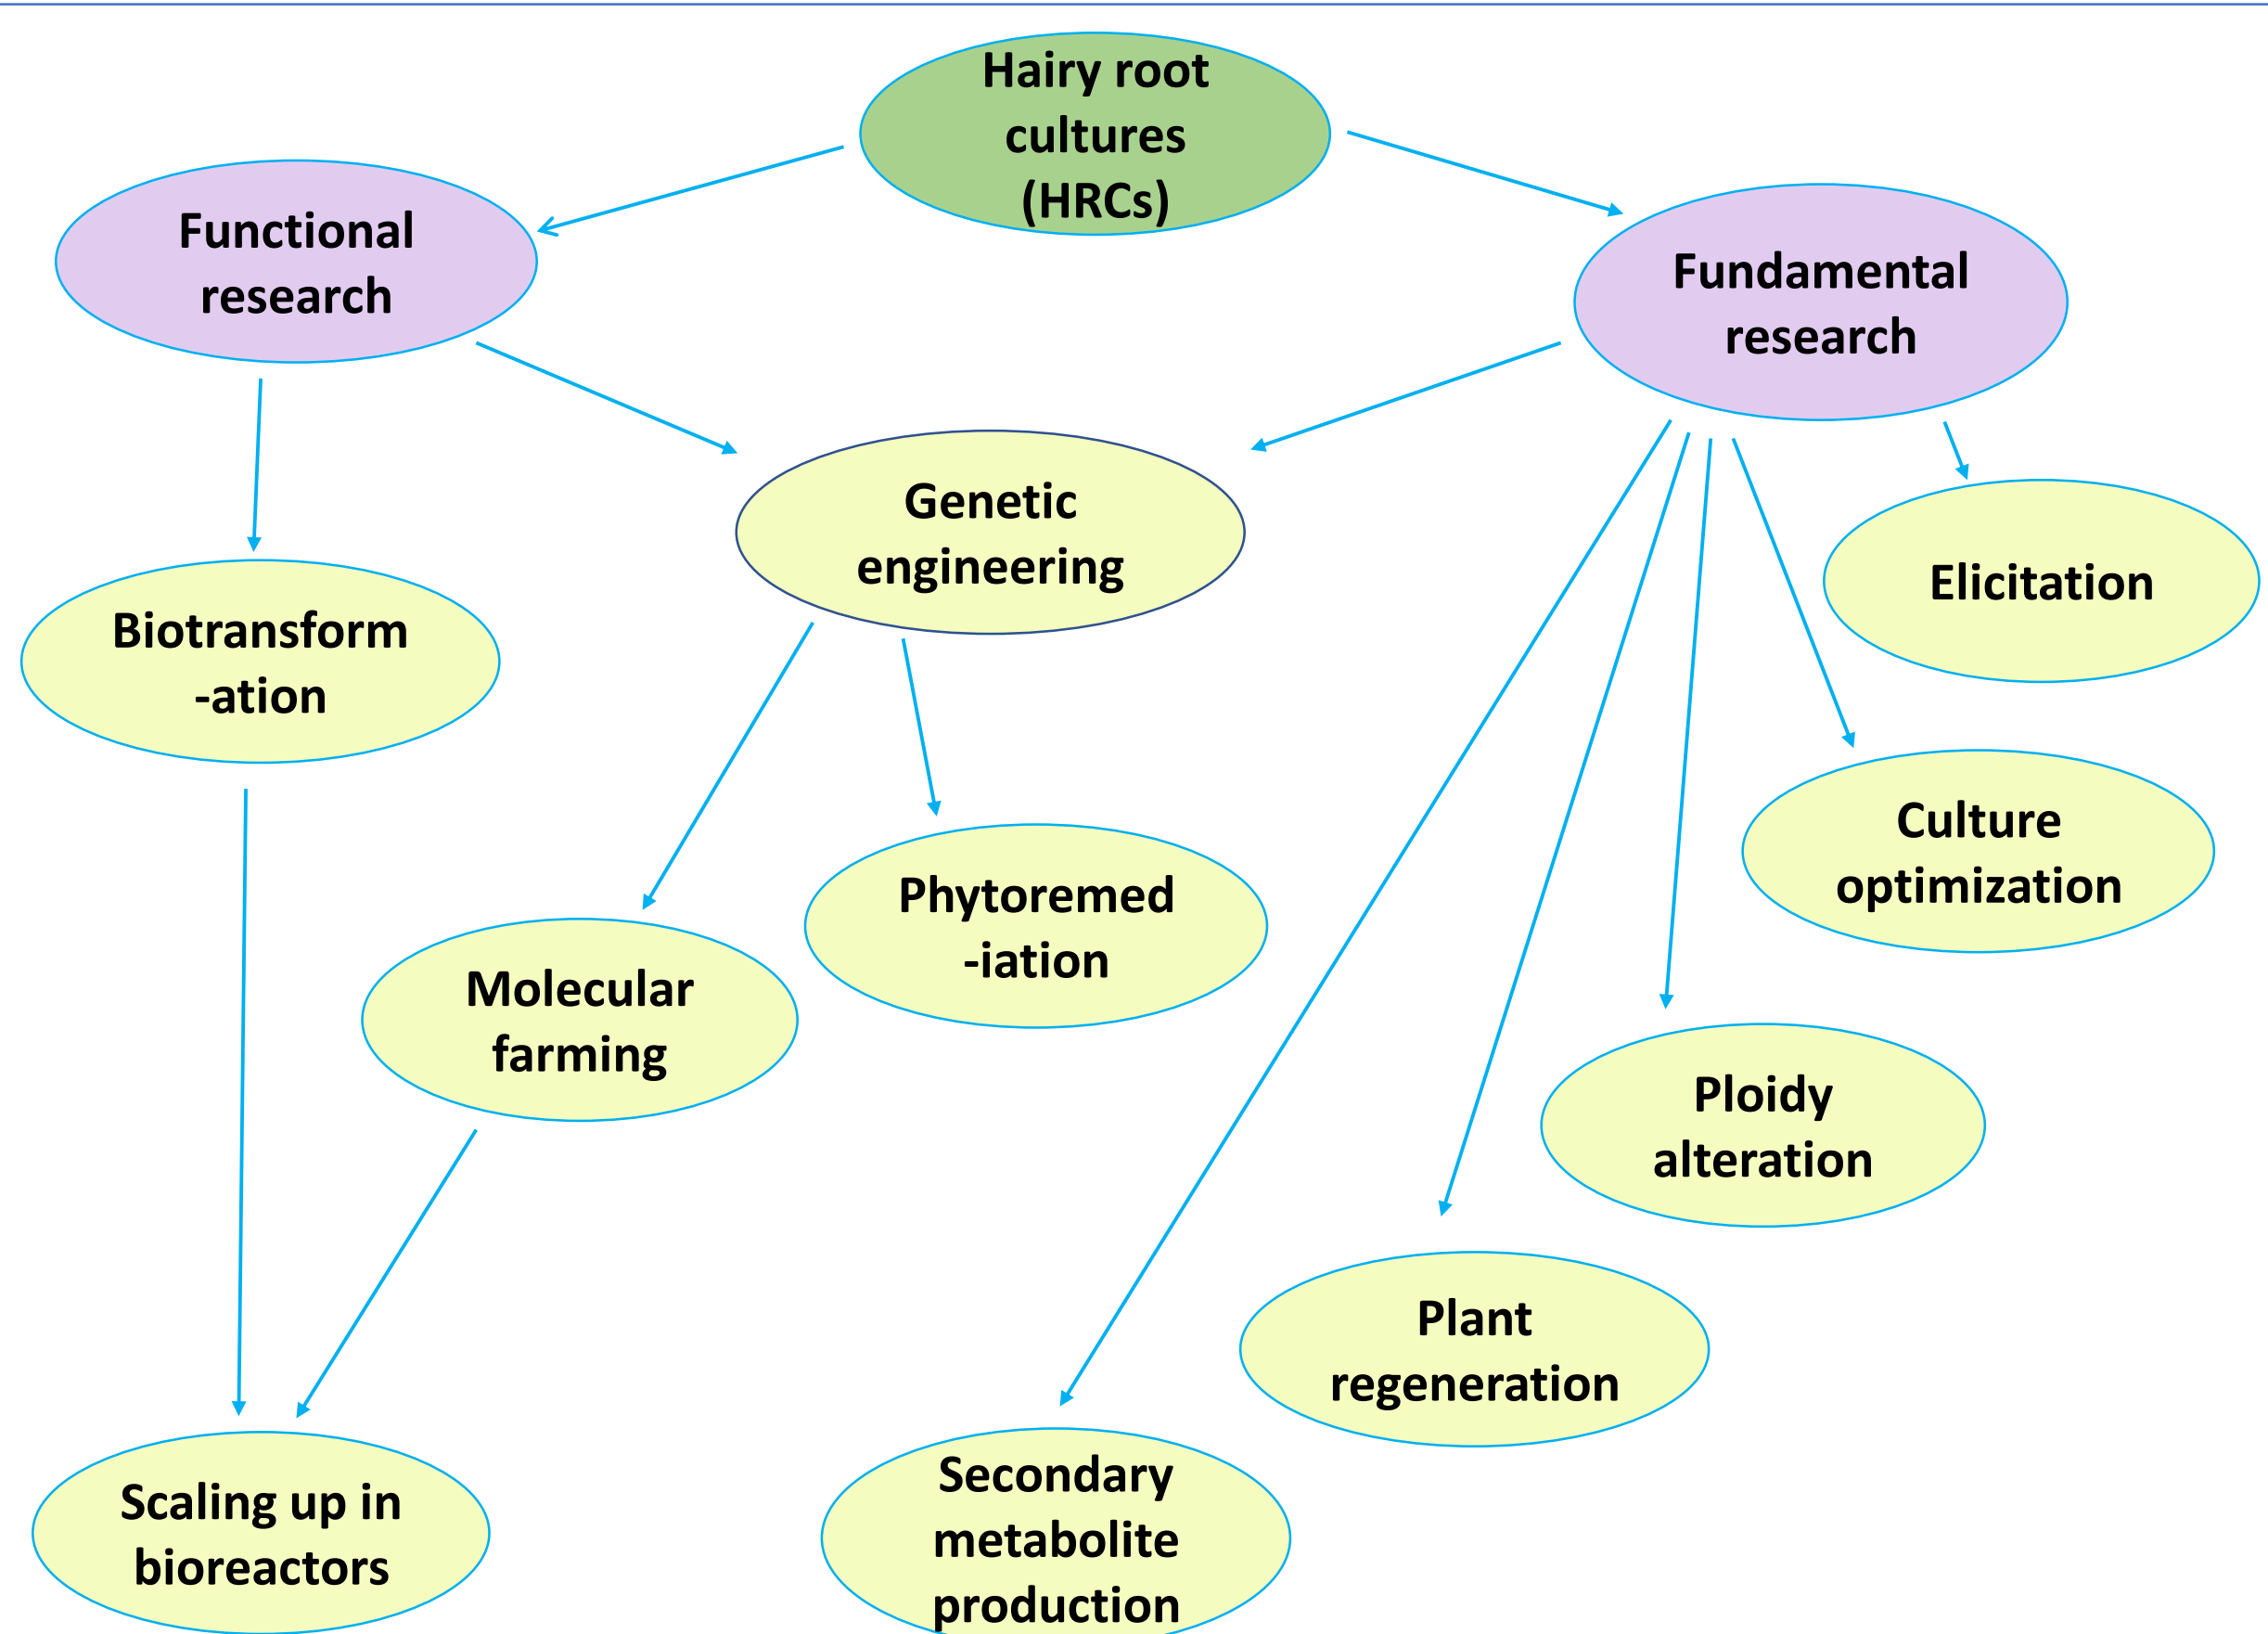 Hairy root
cultures
(HRCs)
Functional
research
Fundamental
research
Genetic
engineering
Elicitation
Biotransform
-ation
Culture
optimization
Phytoremed
-iation
Molecular
farming
Ploidy
alteration
Plant
regeneration
Scaling up in
bioreactors
Secondary
metabolite
production